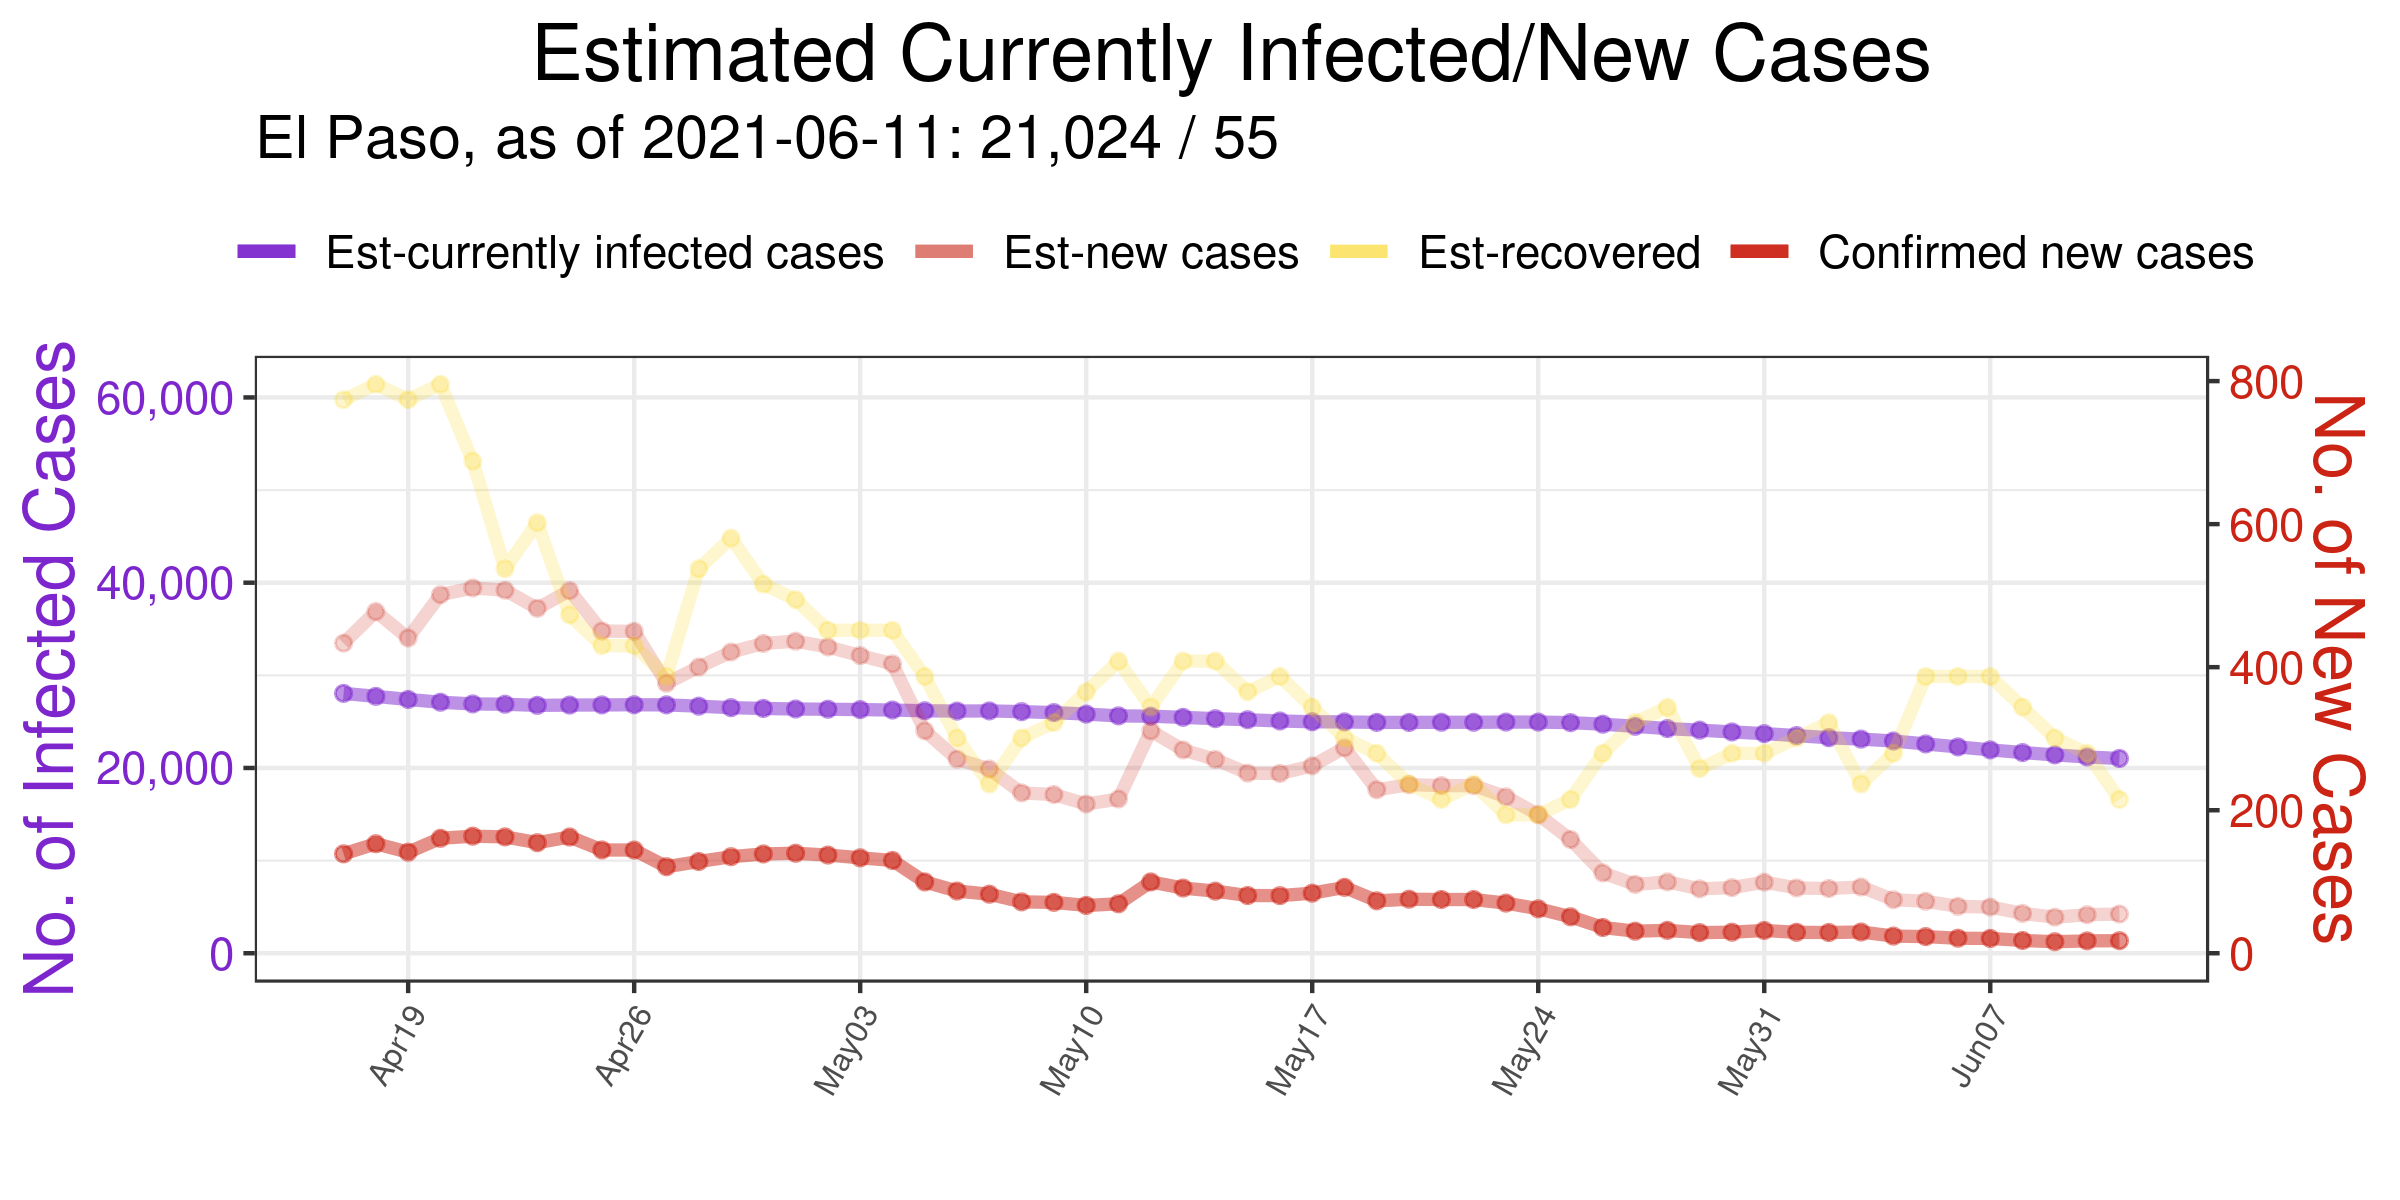 Estimated Currently Infected/New Cases
El Paso, as of 2021-06-11: 21,024 / 55
Est-currently infected cases Est-new cases Est-recovered Confirmed new cases
No. of Infected Cases
60,000
40,000
20,000
0
800
600
400
200
0
No. of New Cases
Apr19 Apr26 May03 May10 May17 May24 May31 Jun07